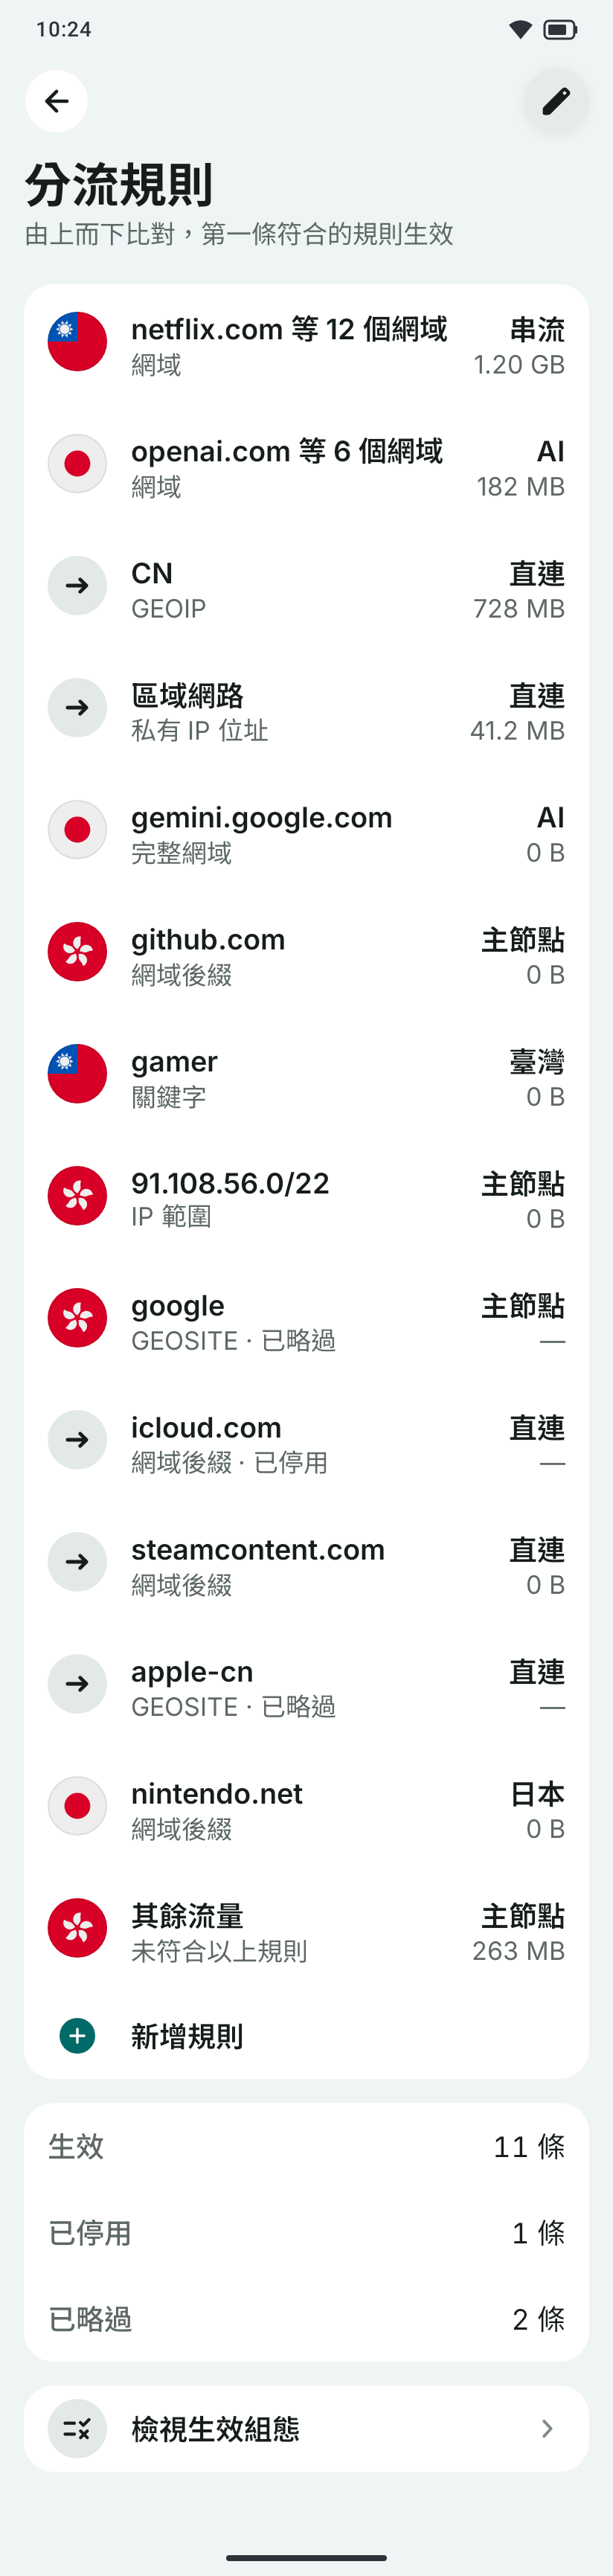 10:24
分流規則
由上而下比對，第一條符合的規則生效
netflix.com 等 12 個網域
串流
網域
1.20 GB
openai.com 等 6 個網域
AI
網域
182 MB
CN
直連
GEOIP
728 MB
區域網路
直連
私有 IP 位址
41.2 MB
gemini.google.com
AI
完整網域
0 B
github.com
主節點
網域後綴
0 B
gamer
臺灣
關鍵字
0 B
91.108.56.0/22
主節點
IP 範圍
0 B
google
主節點
GEOSITE · 已略過
—
icloud.com
直連
網域後綴 · 已停用
—
steamcontent.com
直連
網域後綴
0 B
apple-cn
直連
GEOSITE · 已略過
—
nintendo.net
日本
網域後綴
0 B
其餘流量
主節點
未符合以上規則
263 MB
新增規則
生效
11 條
已停用
1 條
已略過
2 條
檢視生效組態